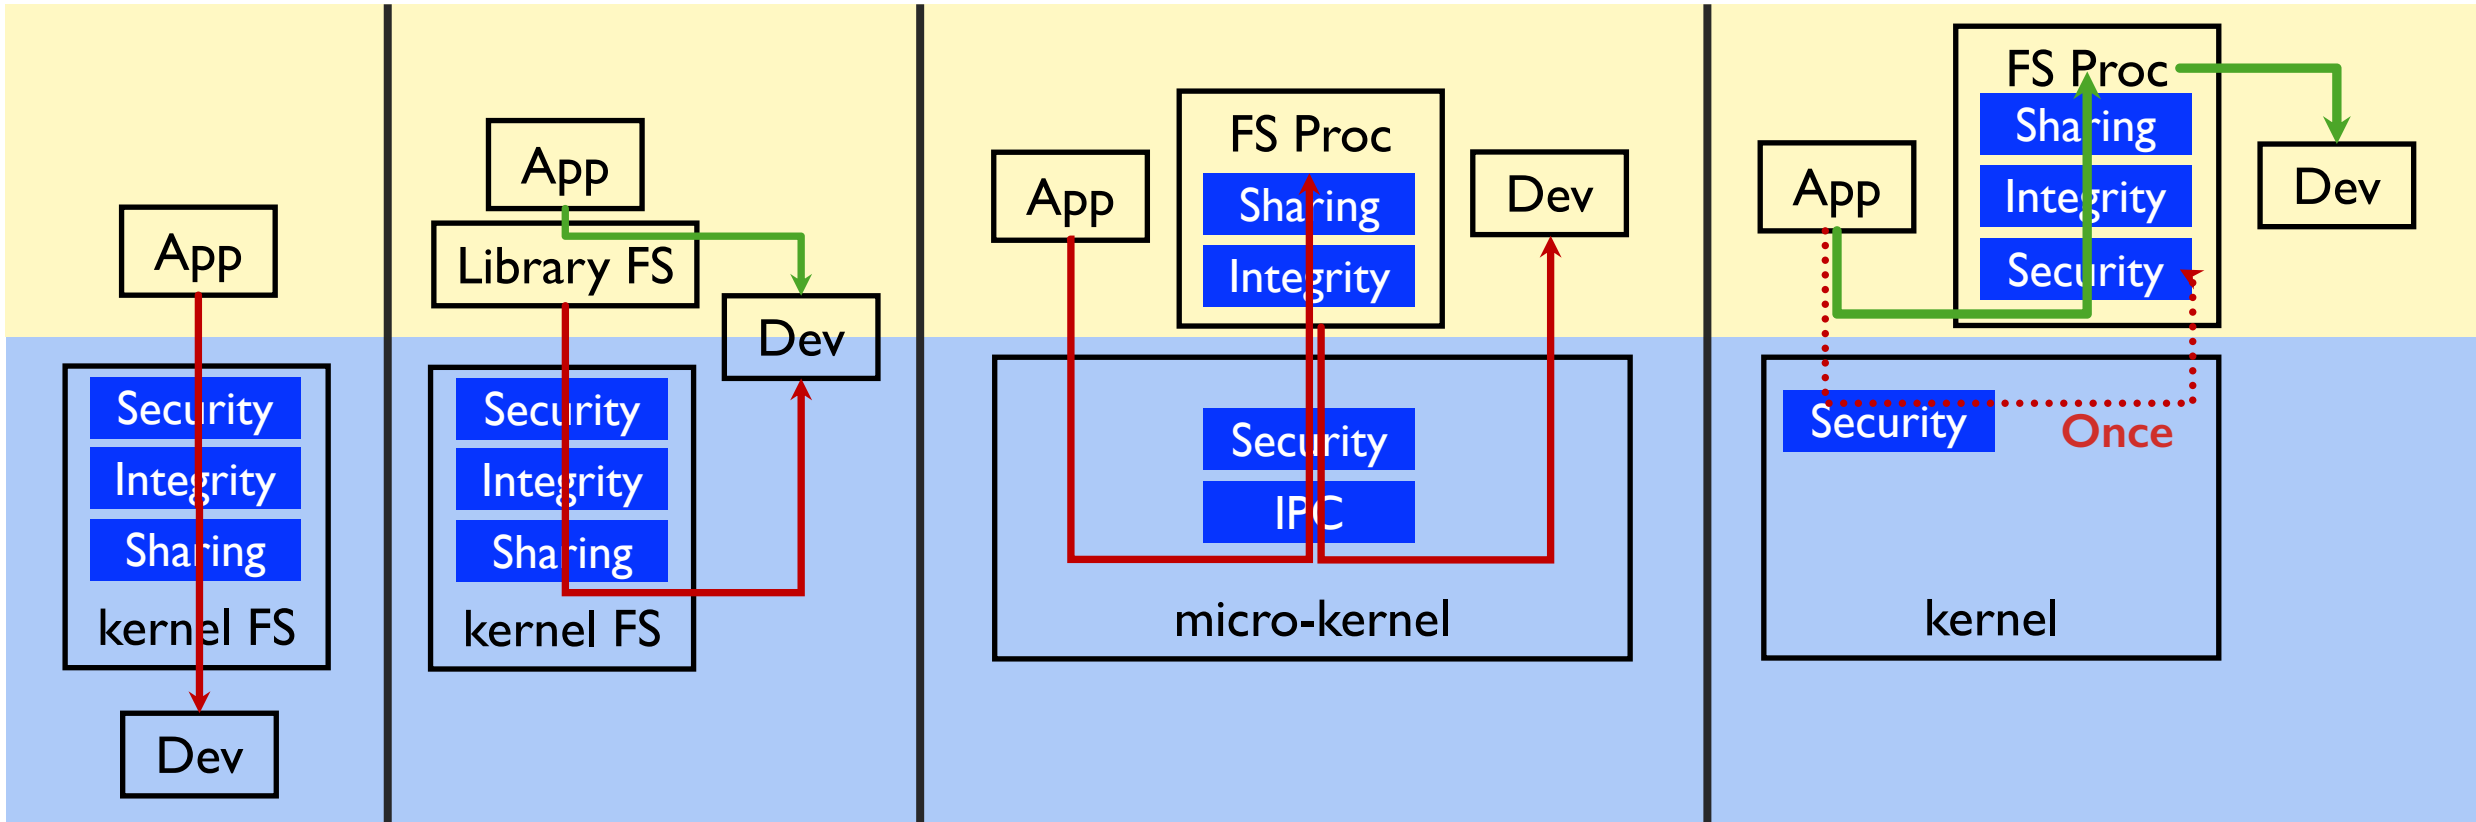 App
Security
Integrity
Sharing
kernel FS
Dev
App
Library FS
Dev
Security
Integrity
Sharing
kernel FS
App
FS Proc
Sharing
Integrity
Dev
Security
IPC
micro-kernel
App
FS Proc
Sharing
Integrity
Security
Dev
Security
Once
kernel